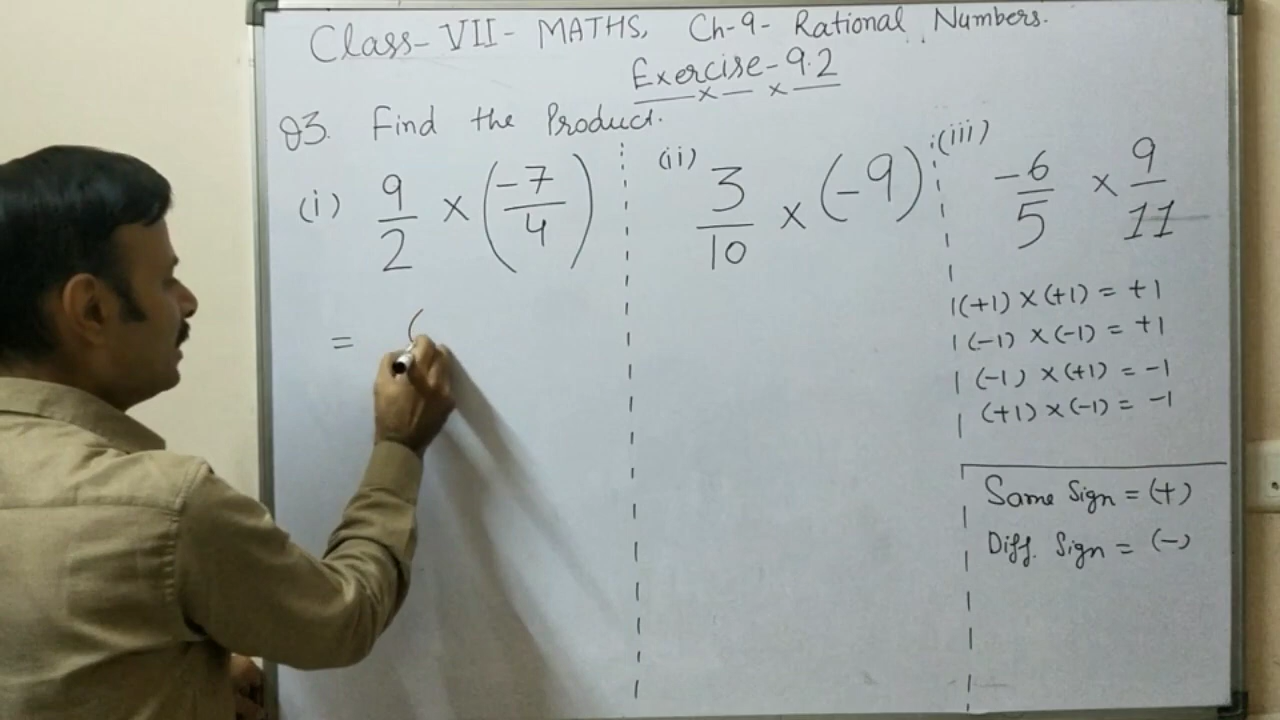 Class-VII- MATHS, Ch-9- Rational Numbers.
Exercise-9.2
Q3. Find the Product.
(i) 9/2 × (-7/4)
= (
(ii) 3/10 × (-9)
(iii) -6/5 × 9/11
(+1) × (+1) = +1
(-1) × (-1) = +1
(-1) × (+1) = -1
(+1) × (-1) = -1
Same Sign = (+)
Diff. Sign = (-)